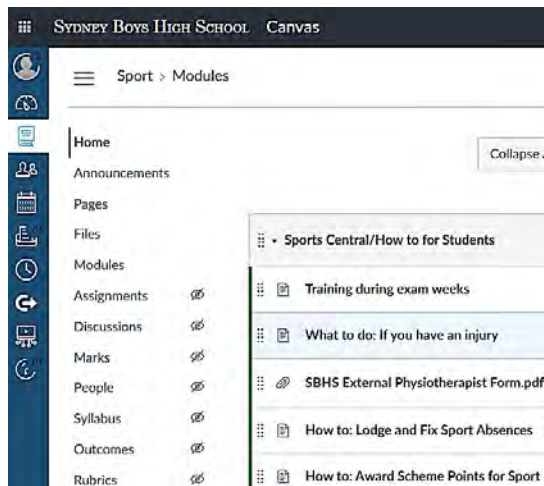 SYDNEY BOYS HIGH SCHOOL Canvas
Sport > Modules
Home
Announcements
Pages
Files
Modules
Assignments
Discussions
Marks
People
Syllabus
Outcomes
Rubrics
Collapse
Sports Central/How to for Students
Training during exam weeks
What to do: If you have an injury
SBHS External Physiotherapist Form.pdf
How to: Lodge and Fix Sport Absences
How to: Award Scheme Points for Sport